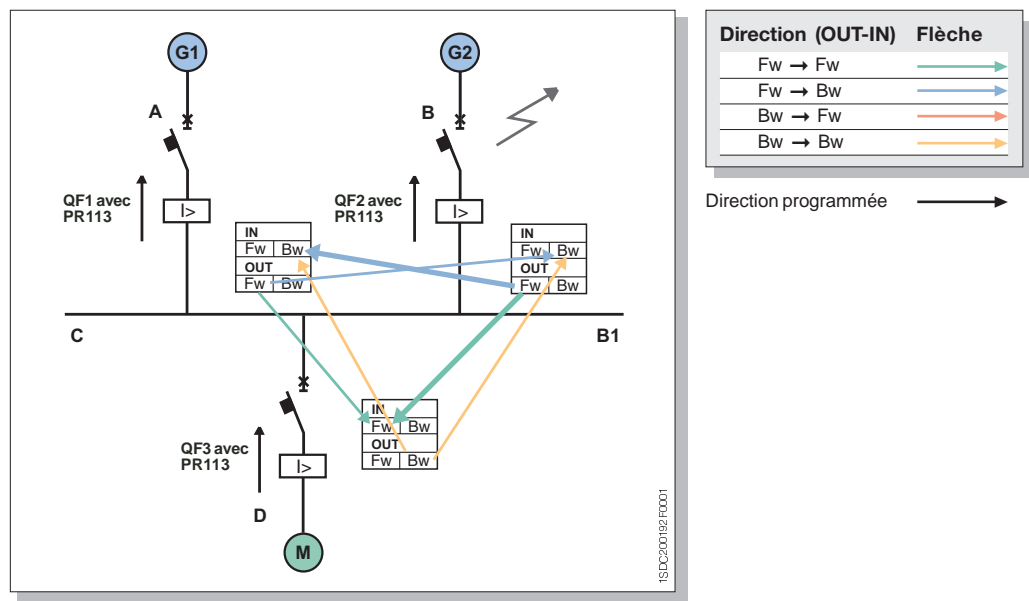 G1
G2
A
B
QF1 avec
PR113
I>
QF2 avec
PR113
I>
IN
Fw Bw
OUT
Fw Bw
IN
Fw Bw
OUT
Fw Bw
C
B1
IN
Fw Bw
OUT
Fw Bw
QF3 avec
PR113
I>
D
M
1SDC200192F0001
Direction (OUT-IN) Flèche
Fw → Fw
Fw → Bw
Bw → Fw
Bw → Bw
Direction programmée